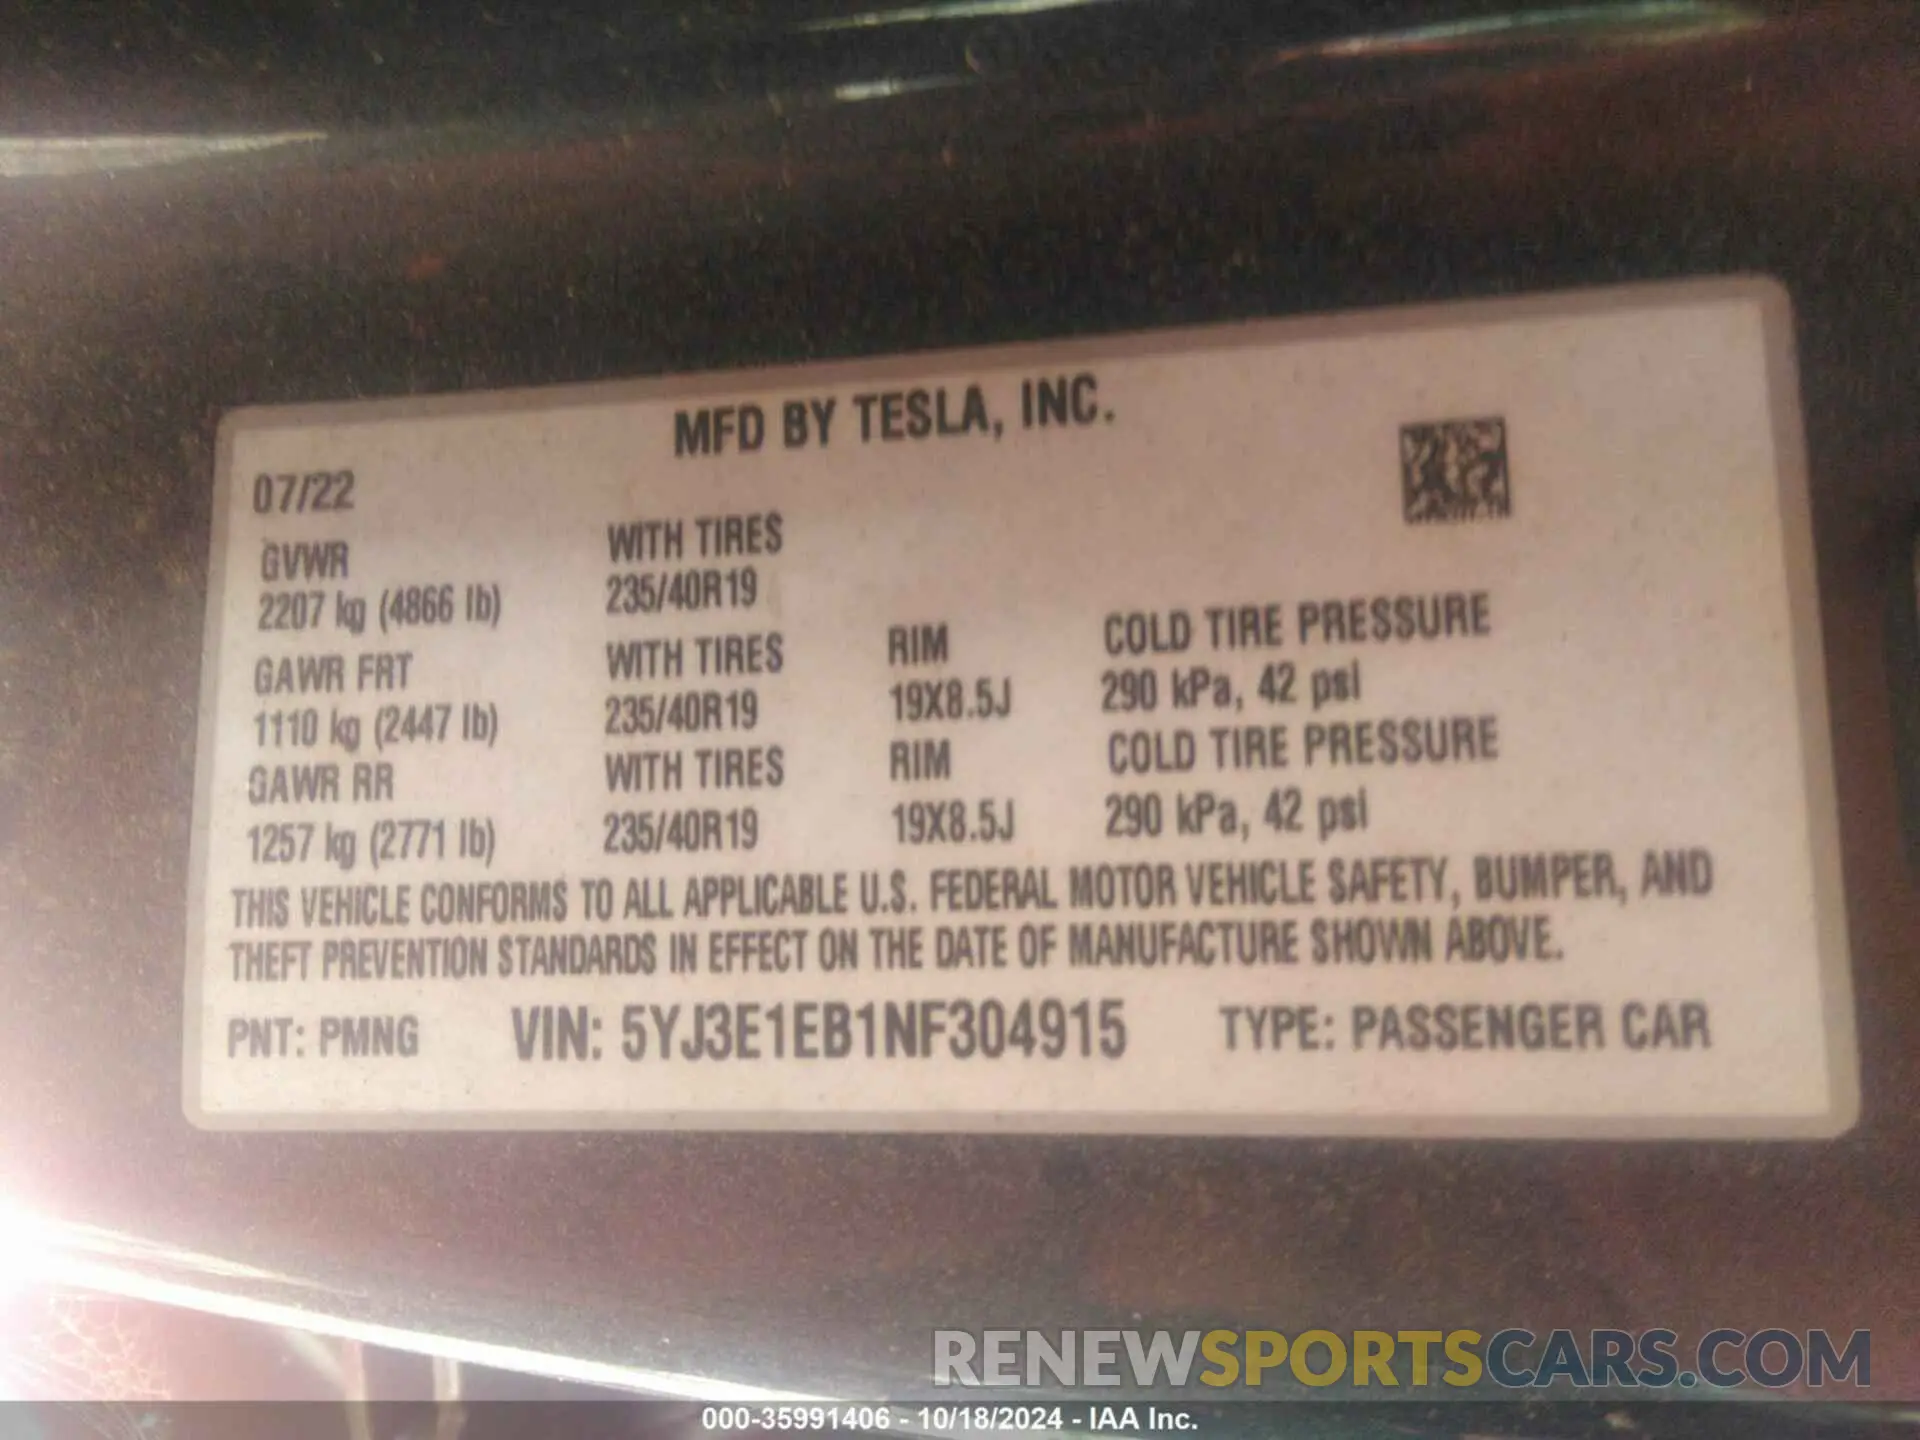 MFD BY TESLA, INC.
07/22
GVWR WITH TIRES
2207 kg (4866 lb) 235/40R19
GAWR FRT WITH TIRES RIM COLD TIRE PRESSURE
1110 kg (2447 lb) 235/40R19 19X8.5J 290 kPa, 42 psi
GAWR RR WITH TIRES RIM COLD TIRE PRESSURE
1257 kg (2771 lb) 235/40R19 19X8.5J 290 kPa, 42 psi
THIS VEHICLE CONFORMS TO ALL APPLICABLE U.S. FEDERAL MOTOR VEHICLE SAFETY, BUMPER, AND
THEFT PREVENTION STANDARDS IN EFFECT ON THE DATE OF MANUFACTURE SHOWN ABOVE.
PNT: PMNG VIN: 5YJ3E1EB1NF304915 TYPE: PASSENGER CAR
RENEWSPORTSCARS.COM
000-35991406 - 10/18/2024 - IAA Inc.